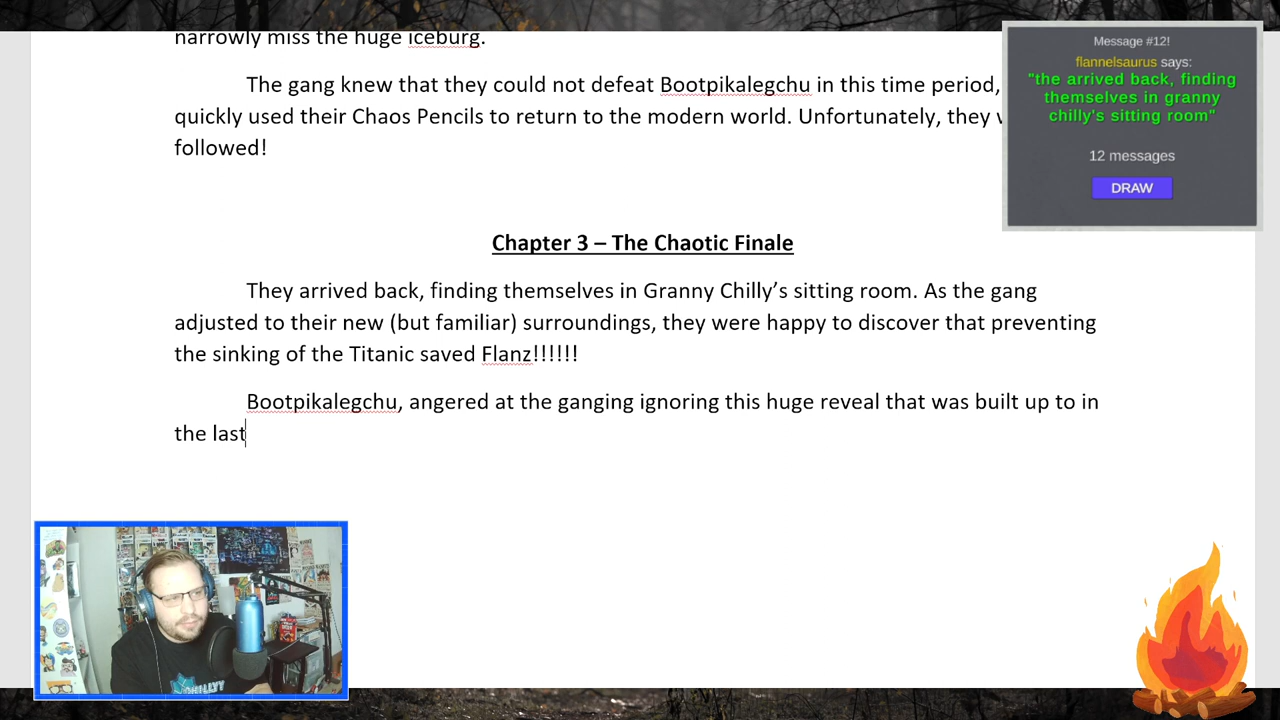 narrowly miss the huge iceburg.
The gang knew that they could not defeat Bootpikalegchu in this time period,
quickly used their Chaos Pencils to return to the modern world. Unfortunately, they
followed!
Chapter 3 – The Chaotic Finale
They arrived back, finding themselves in Granny Chilly’s sitting room. As the gang
adjusted to their new (but familiar) surroundings, they were happy to discover that preventing
the sinking of the Titanic saved Flanz!!!!!!
Bootpikalegchu, angered at the ganging ignoring this huge reveal that was built up to in
the last
Message #12!
flannelsaurus says:
"the arrived back, finding
themselves in granny
chilly's sitting room"
12 messages
DRAW